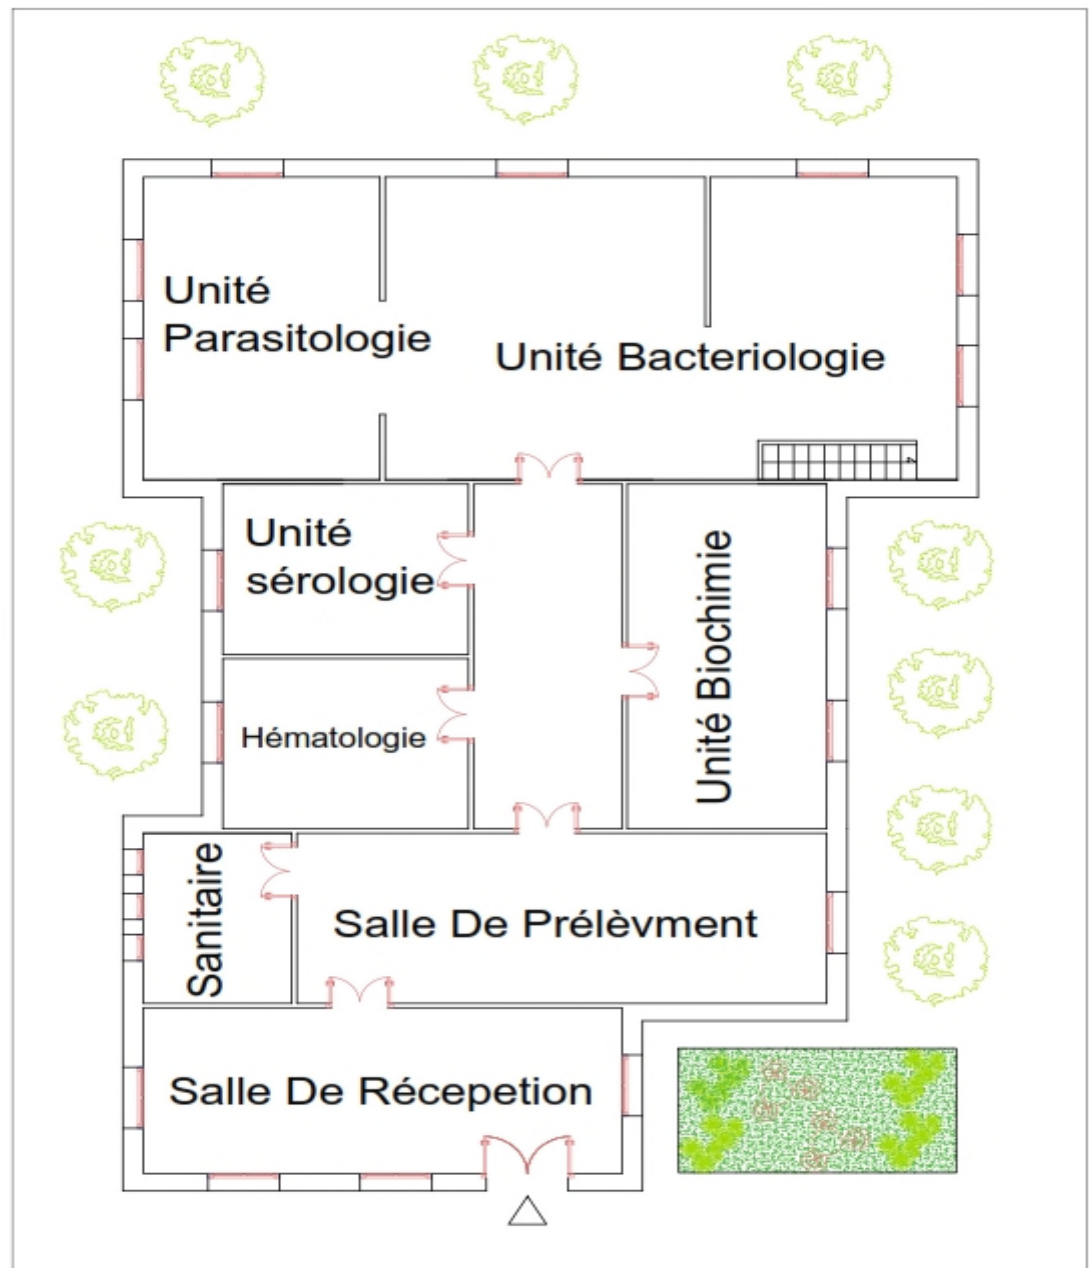 Unité
Parasitologie
Unité Bacteriologie
Unité
sérologie
Unité Biochimie
Hématologie
Sanitaire
Salle De Prélèvment
Salle De Récepetion